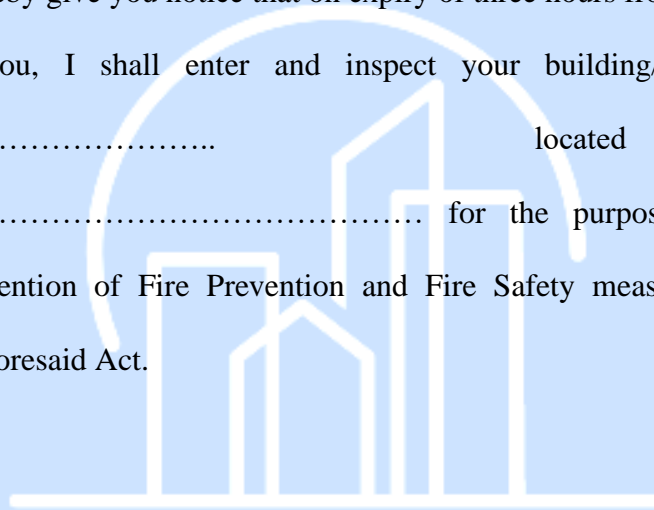 eby give you notice that on expiry of three hours fro
ou, I shall enter and inspect your building/
………………….. located
………………………………… for the purpos
ention of Fire Prevention and Fire Safety meas
oresaid Act.